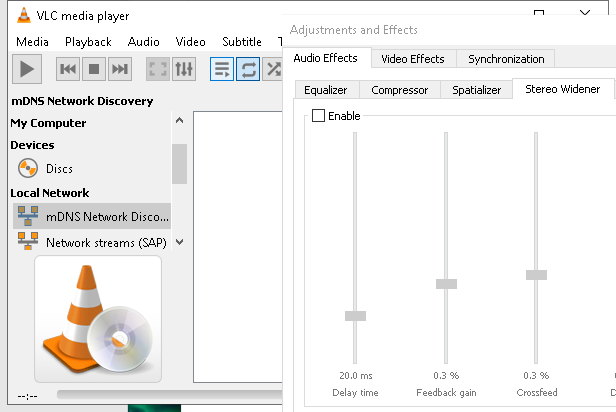 VLC media player
Media Playback Audio Video Subtitle T
mDNS Network Discovery
My Computer
Devices
Discs
Local Network
mDNS Network Disco...
Network streams (SAP)
--:--
Adjustments and Effects
Audio Effects Video Effects Synchronization
Equalizer Compressor Spatializer Stereo Widener
Enable
20.0 ms 0.3 % 0.3 %
Delay time Feedback gain Crossfeed D